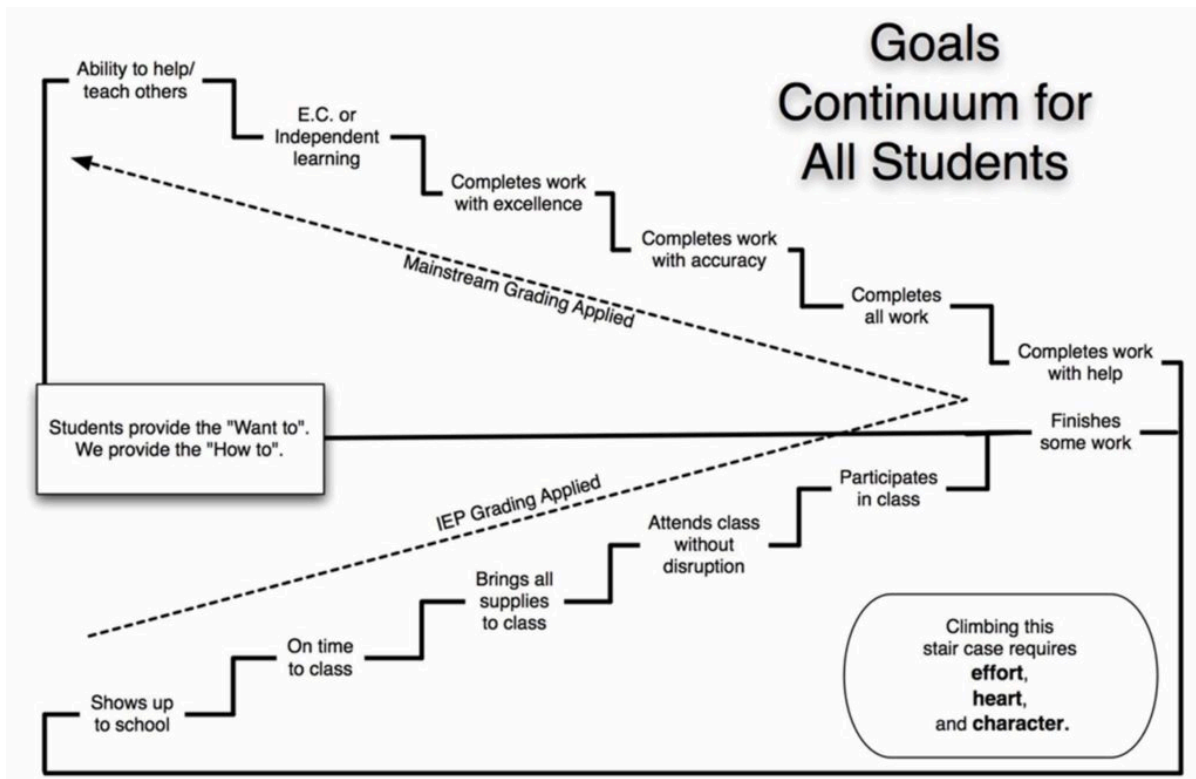 Goals
Continuum for
All Students
Ability to help/
teach others
E.C. or
Independent
learning
Completes work
with excellence
Completes work
with accuracy
Completes
all work
Completes work
with help
Mainstream Grading Applied
Students provide the "Want to".
We provide the "How to".
Finishes
some work
Participates
in class
IEP Grading Applied
Attends class
without
disruption
Brings all
supplies
to class
On time
to class
Shows up
to school
Climbing this
stair case requires
effort,
heart,
and character.